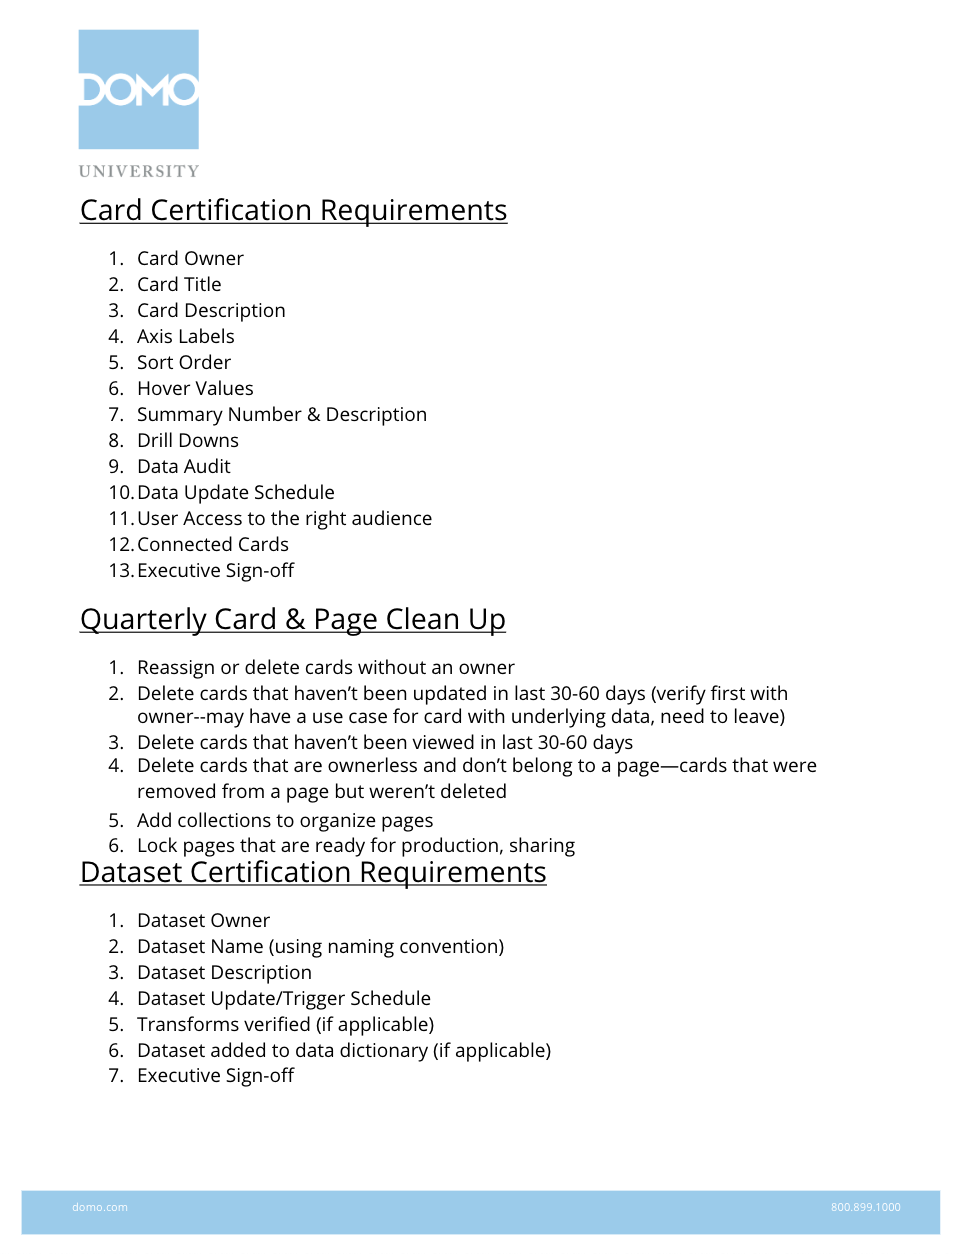 DOMO
UNIVERSITY
Card Certification Requirements
1. Card Owner
2. Card Title
3. Card Description
4. Axis Labels
5. Sort Order
6. Hover Values
7. Summary Number & Description
8. Drill Downs
9. Data Audit
10. Data Update Schedule
11. User Access to the right audience
12. Connected Cards
13. Executive Sign-off
Quarterly Card & Page Clean Up
1. Reassign or delete cards without an owner
2. Delete cards that haven’t been updated in last 30-60 days (verify first with
owner--may have a use case for card with underlying data, need to leave)
3. Delete cards that haven’t been viewed in last 30-60 days
4. Delete cards that are ownerless and don’t belong to a page—cards that were
removed from a page but weren’t deleted
5. Add collections to organize pages
6. Lock pages that are ready for production, sharing
Dataset Certification Requirements
1. Dataset Owner
2. Dataset Name (using naming convention)
3. Dataset Description
4. Dataset Update/Trigger Schedule
5. Transforms verified (if applicable)
6. Dataset added to data dictionary (if applicable)
7. Executive Sign-off
domo.com 800.899.1000